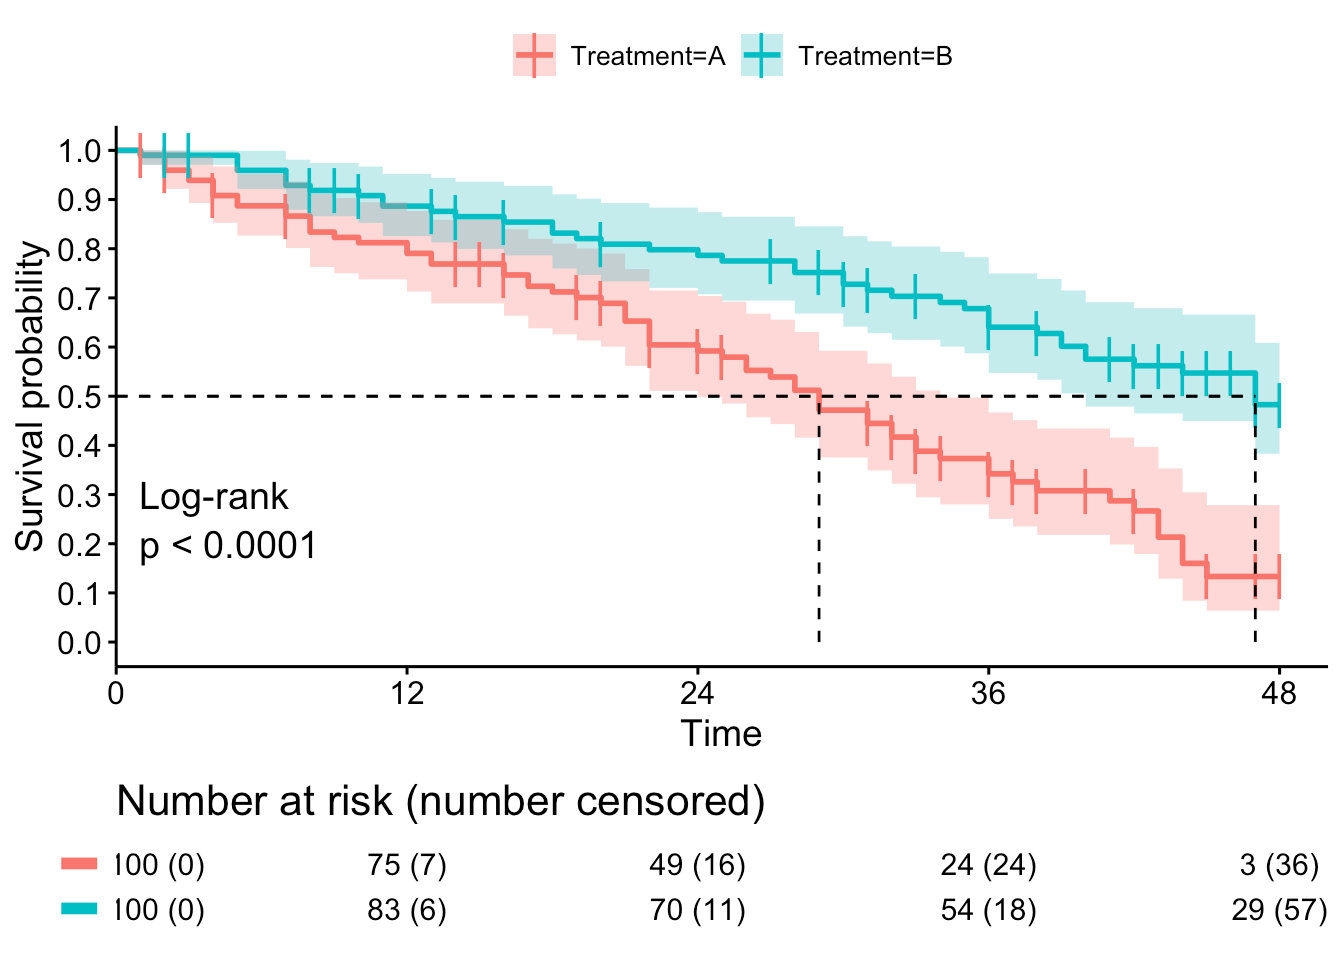 Treatment=A Treatment=B
Survival probability
1.0
0.9
0.8
0.7
0.6
0.5
0.4
0.3
0.2
0.1
0.0
Log-rank
p < 0.0001
0 12 24 36 48
Time
Number at risk (number censored)
100 (0) 75 (7) 49 (16) 24 (24) 3 (36)
100 (0) 83 (6) 70 (11) 54 (18) 29 (57)